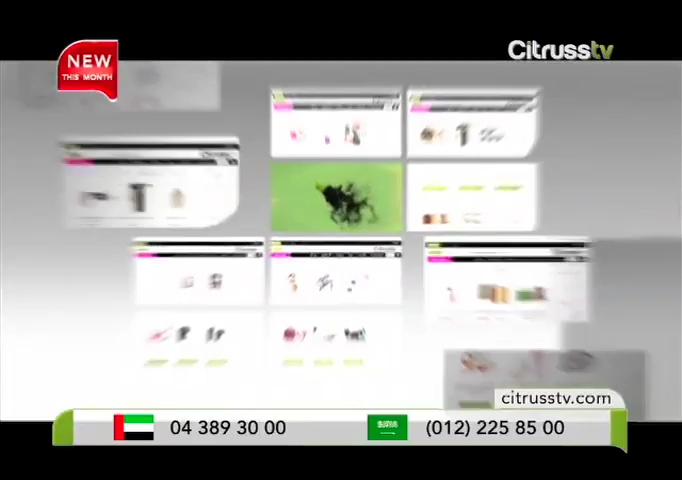 NEW
THIS MONTH
Citrusstv
citrusstv.com
04 389 30 00
(012) 225 85 00